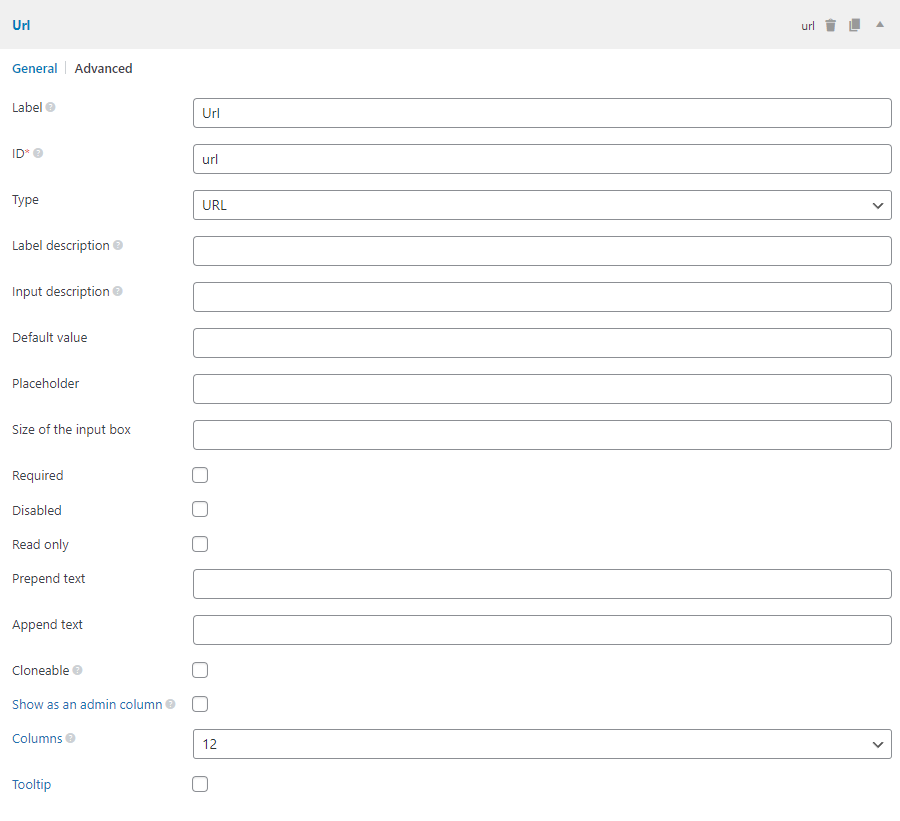 Url url
General Advanced
Label Url
ID* url
Type URL
Label description
Input description
Default value
Placeholder
Size of the input box
Required
Disabled
Read only
Prepend text
Append text
Cloneable
Show as an admin column
Columns 12
Tooltip